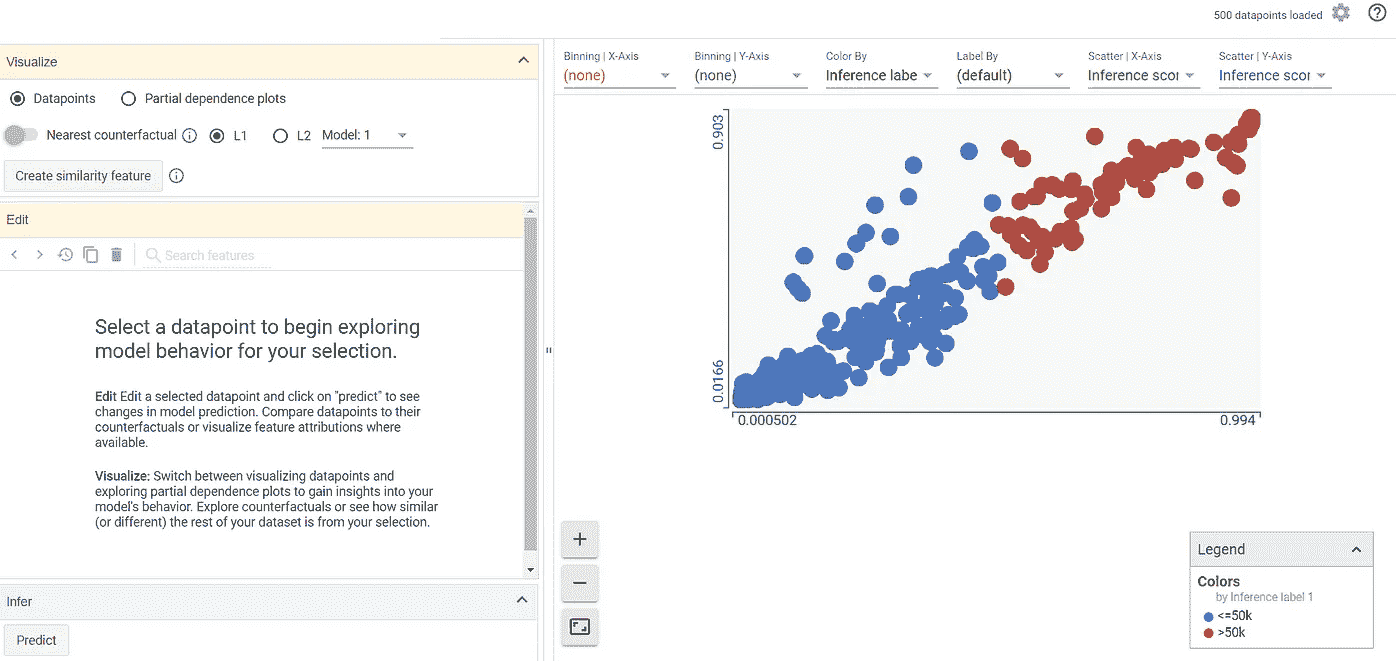 500 datapoints loaded
Visualize
Datapoints Partial dependence plots
Nearest counterfactual L1 L2 Model: 1
Create similarity feature
Edit
Search features
Select a datapoint to begin exploring
model behavior for your selection.
Edit Edit a selected datapoint and click on "predict" to see
changes in model prediction. Compare datapoints to their
counterfactuals or visualize feature attributions where
available.
Visualize: Switch between visualizing datapoints and
exploring partial dependence plots to gain insights into your
model's behavior. Explore counterfactuals or see how similar
(or different) the rest of your dataset is from your selection.
Infer
Predict
Binning | X-Axis Binning | Y-Axis Color By Label By Scatter | X-Axis Scatter | Y-Axis
(none) (none) Inference labe (default) Inference scor Inference scor
0.903
0.0166
0.000502 0.994
Legend
Colors
by Inference label 1
<=50k
>50k